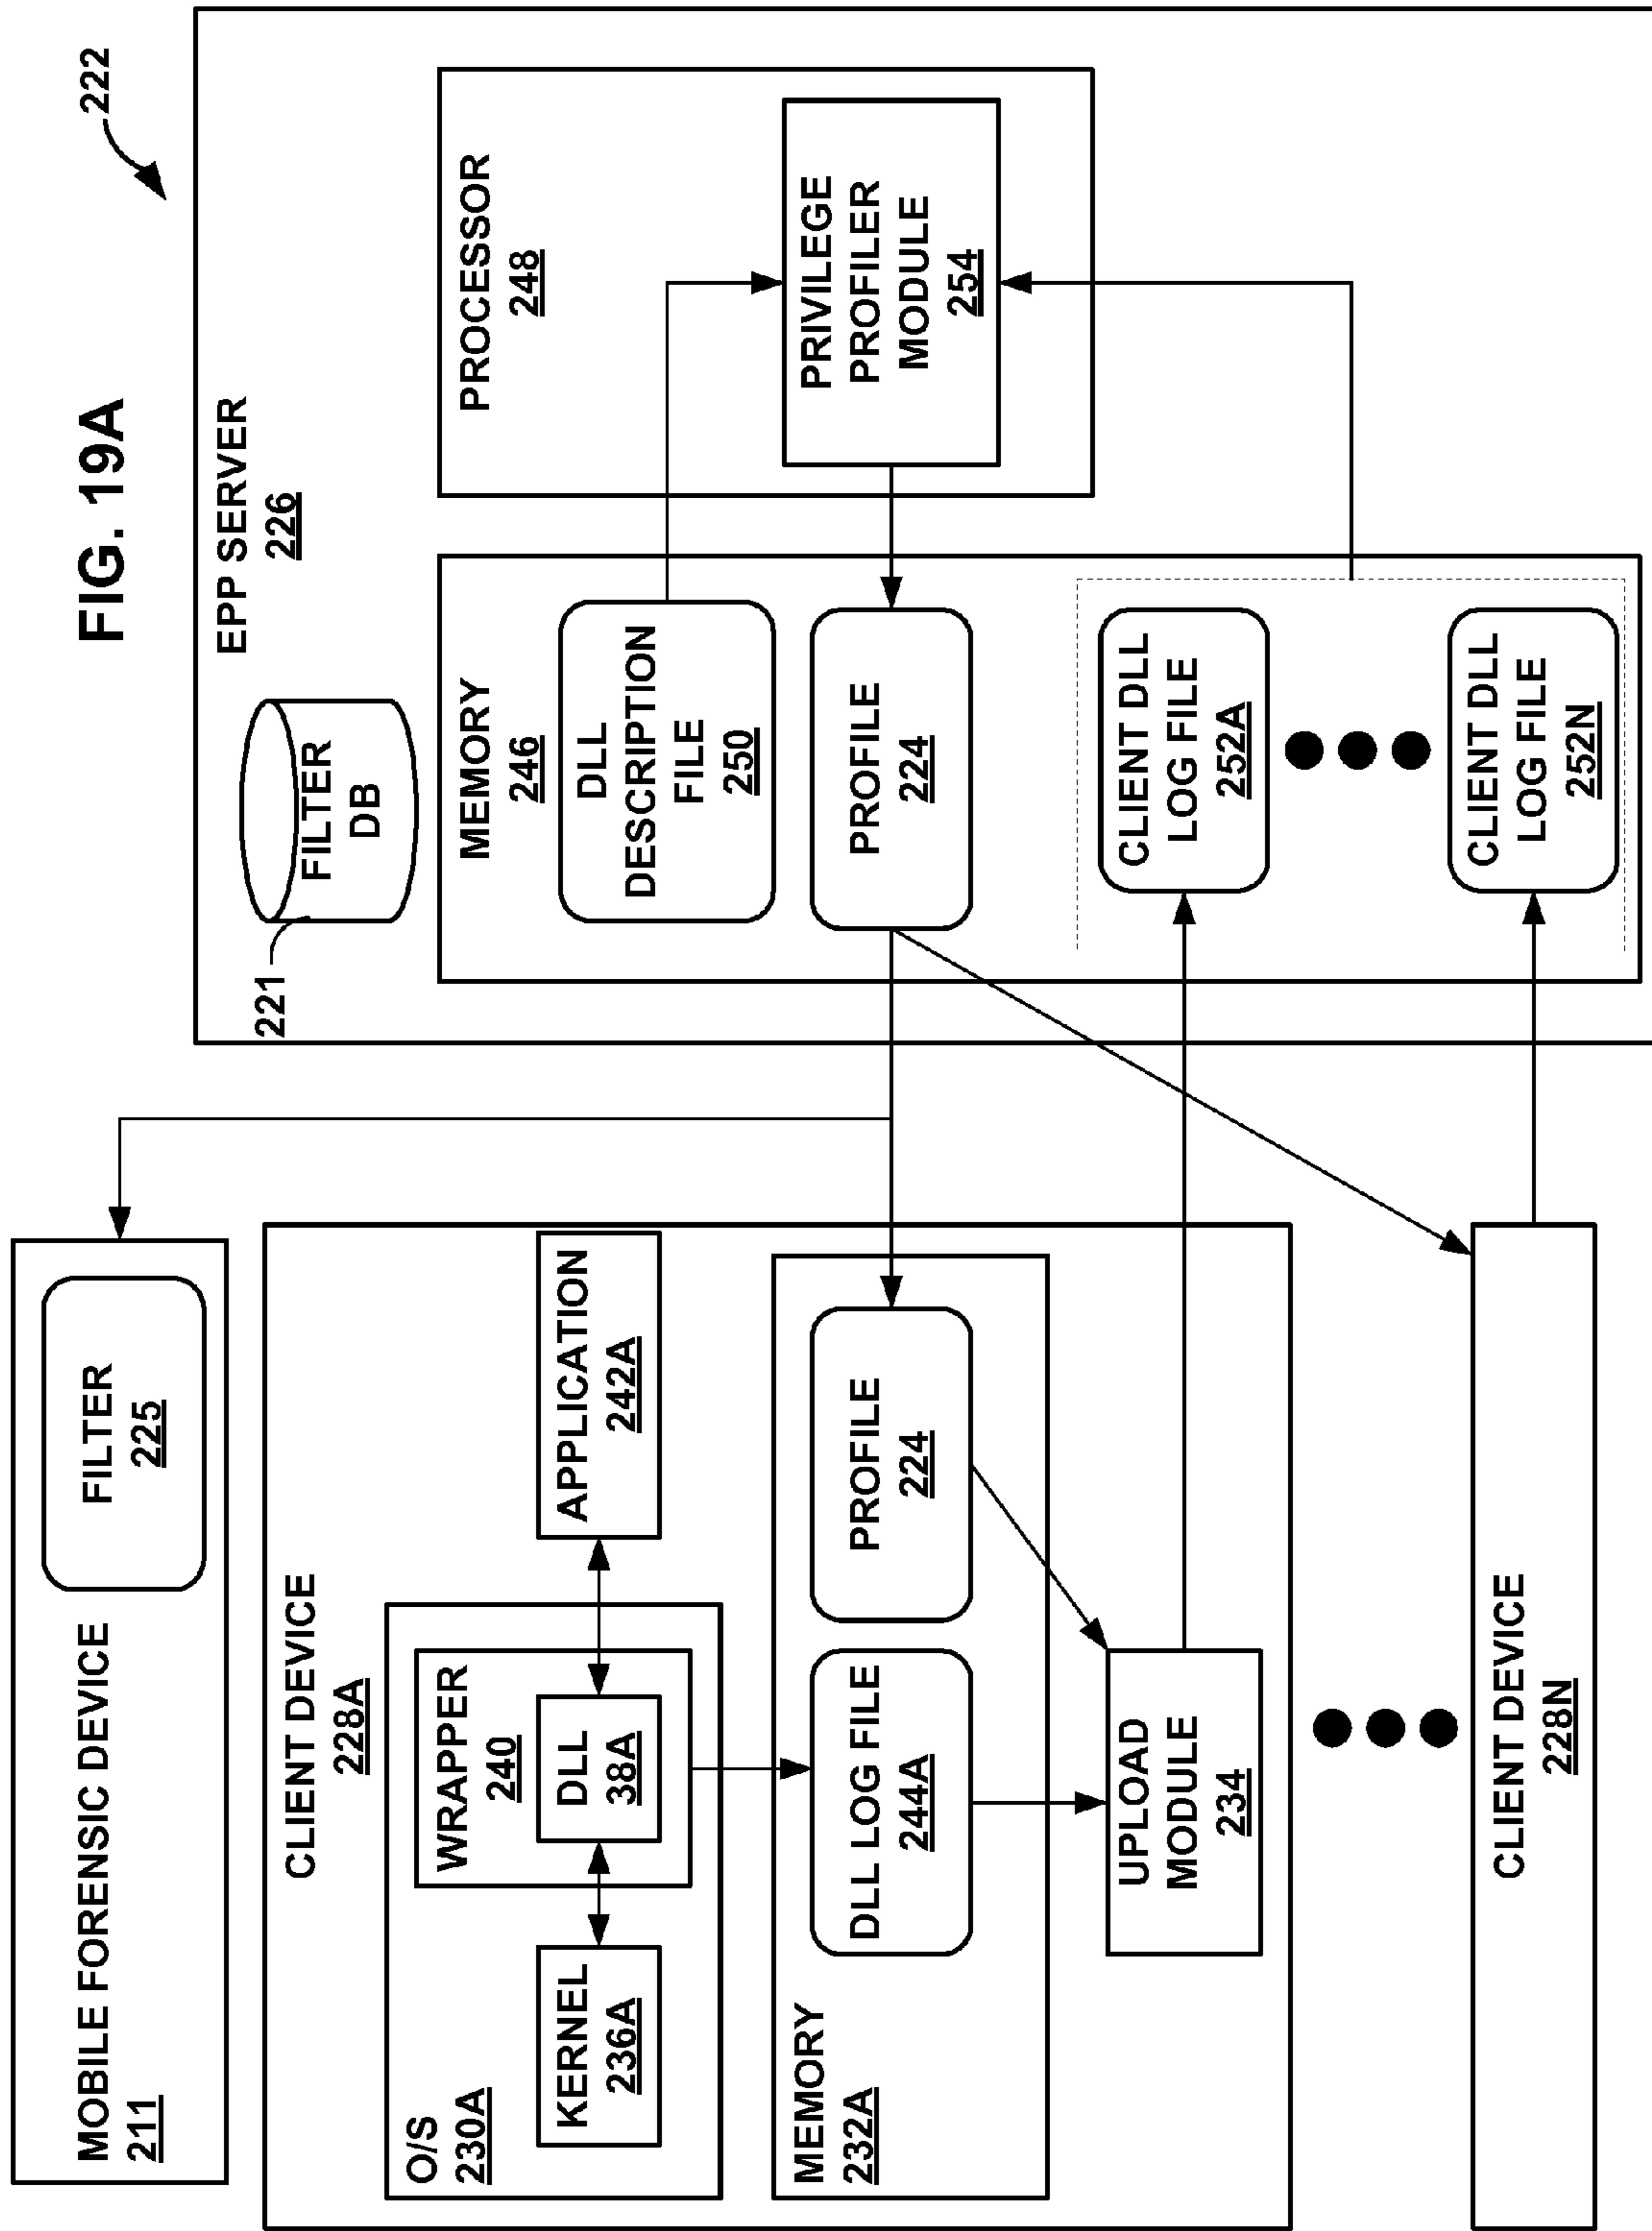 FIG. 19A
222
MOBILE FORENSIC DEVICE
211
FILTER
225
CLIENT DEVICE
228A
O/S
230A
WRAPPER
240
KERNEL
236A
DLL
38A
APPLICATION
242A
MEMORY
232A
DLL LOG FILE
244A
PROFILE
224
UPLOAD
MODULE
234
CLIENT DEVICE
228N
EPP SERVER
226
221
FILTER
DB
MEMORY
246
DLL
DESCRIPTION
FILE
250
PROFILE
224
CLIENT DLL
LOG FILE
252A
CLIENT DLL
LOG FILE
252N
PROCESSOR
248
PRIVILEGE
PROFILER
MODULE
254